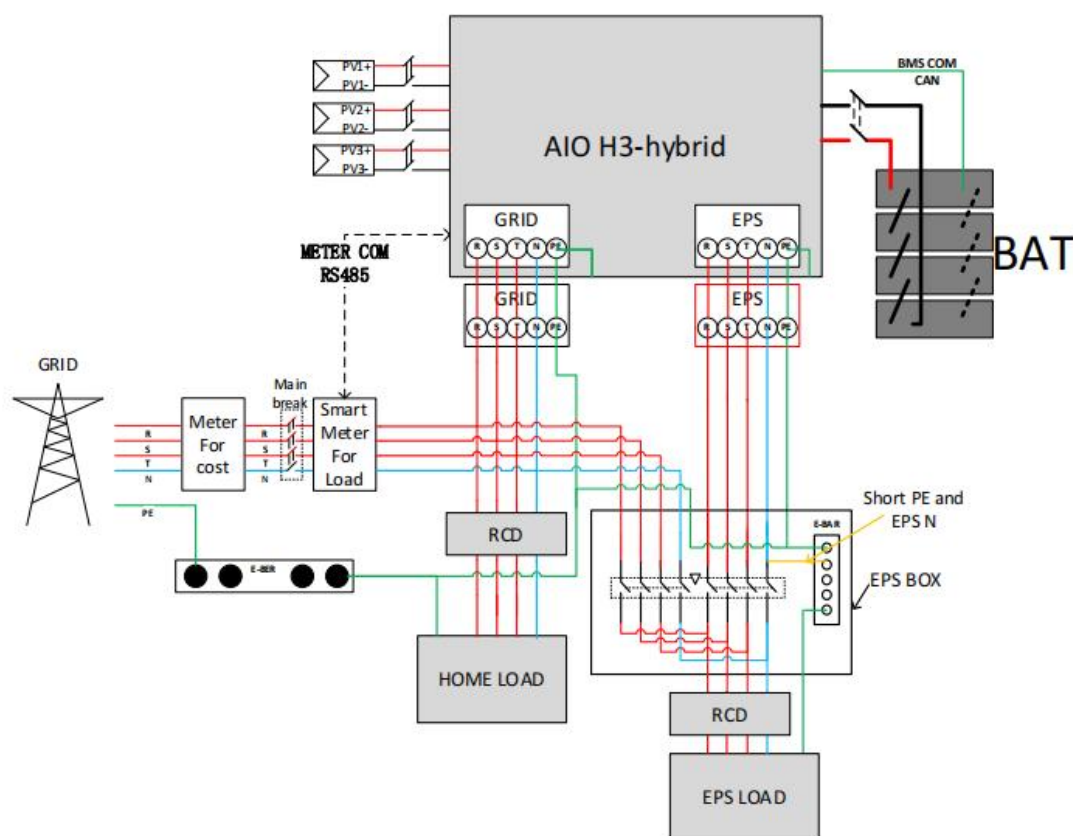 PV1+
PV1-
PV2+
PV2-
PV3+
PV3-
AIO H3-hybrid
BMS COM
CAN
BAT
GRID
R S T N PE
EPS
R S T N PE
METER COM
RS485
GRID
R S T N PE
EPS
R S T N PE
GRID
Meter
For
cost
Main
break
Smart
Meter
For
Load
R
S
T
N
R
S
T
N
PE
E-BER
RCD
HOME LOAD
Short PE and
EPS N
E-BAR
EPS BOX
RCD
EPS LOAD